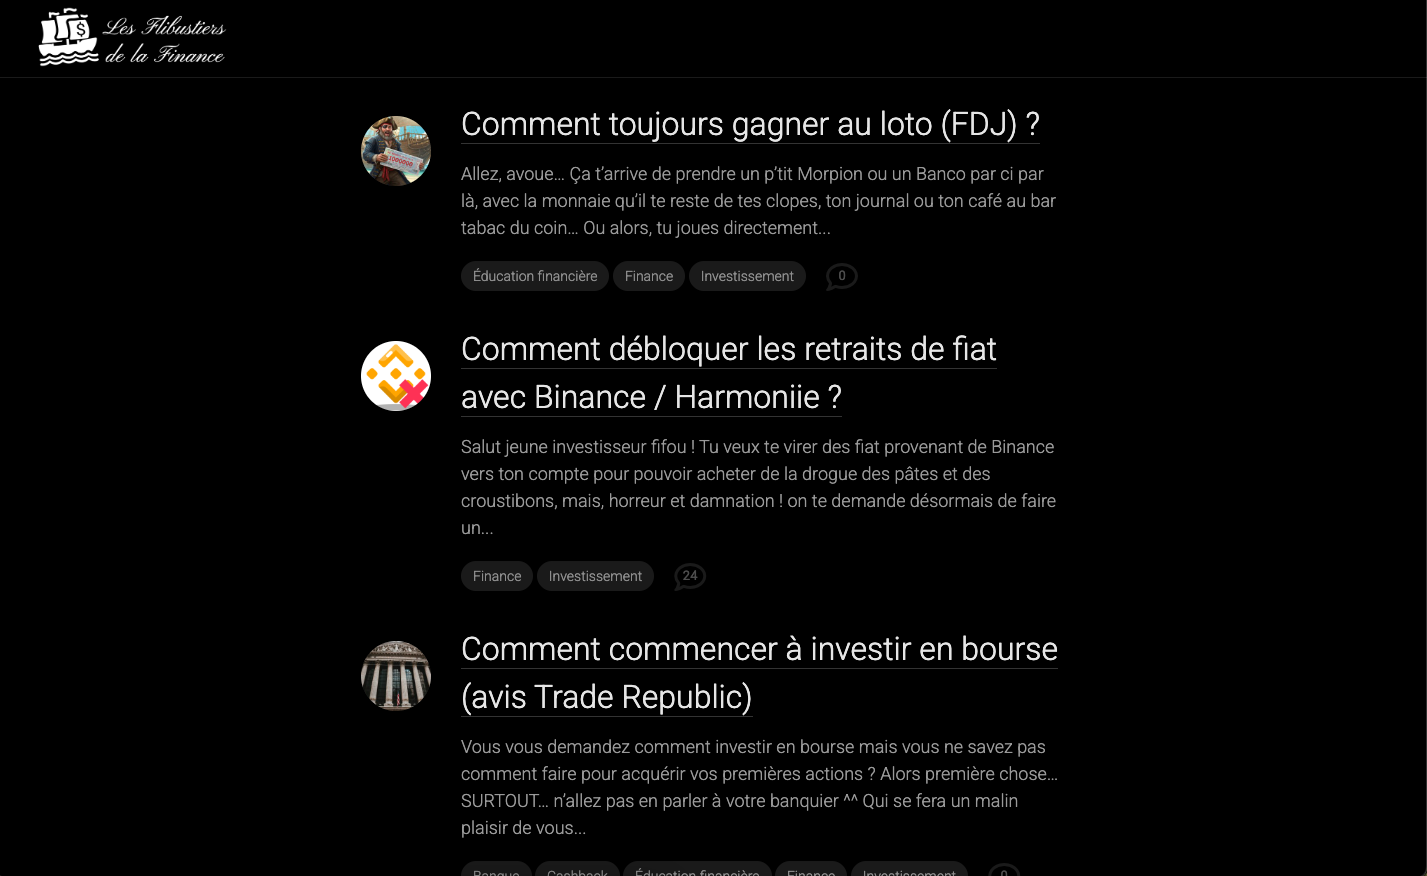 Les Flibustiers
de la Finance
Comment toujours gagner au loto (FDJ) ?
Allez, avoue… Ça t’arrive de prendre un p’tit Morpion ou un Banco par ci par
là, avec la monnaie qu’il te reste de tes clopes, ton journal ou ton café au bar
tabac du coin… Ou alors, tu joues directement...
Éducation financière Finance Investissement 0
Comment débloquer les retraits de fiat
avec Binance / Harmoniie ?
Salut jeune investisseur fifou ! Tu veux te virer des fiat provenant de Binance
vers ton compte pour pouvoir acheter de la drogue des pâtes et des
croustibons, mais, horreur et damnation ! on te demande désormais de faire
un...
Finance Investissement 24
Comment commencer à investir en bourse
(avis Trade Republic)
Vous vous demandez comment investir en bourse mais vous ne savez pas
comment faire pour acquérir vos premières actions ? Alors première chose…
SURTOUT… n’allez pas en parler à votre banquier ^^ Qui se fera un malin
plaisir de vous...
Banque Cashback Éducation financière Finance Investissement 0